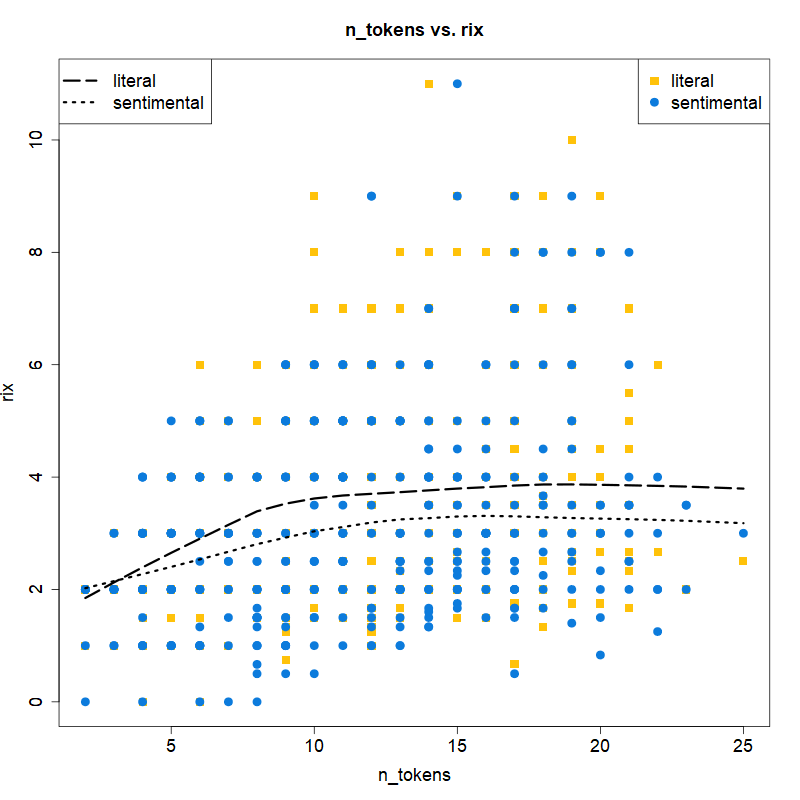 n_tokens vs. rix
literal
sentimental
literal
sentimental
rix
10
8
6
4
2
0
5
10
15
20
25
n_tokens